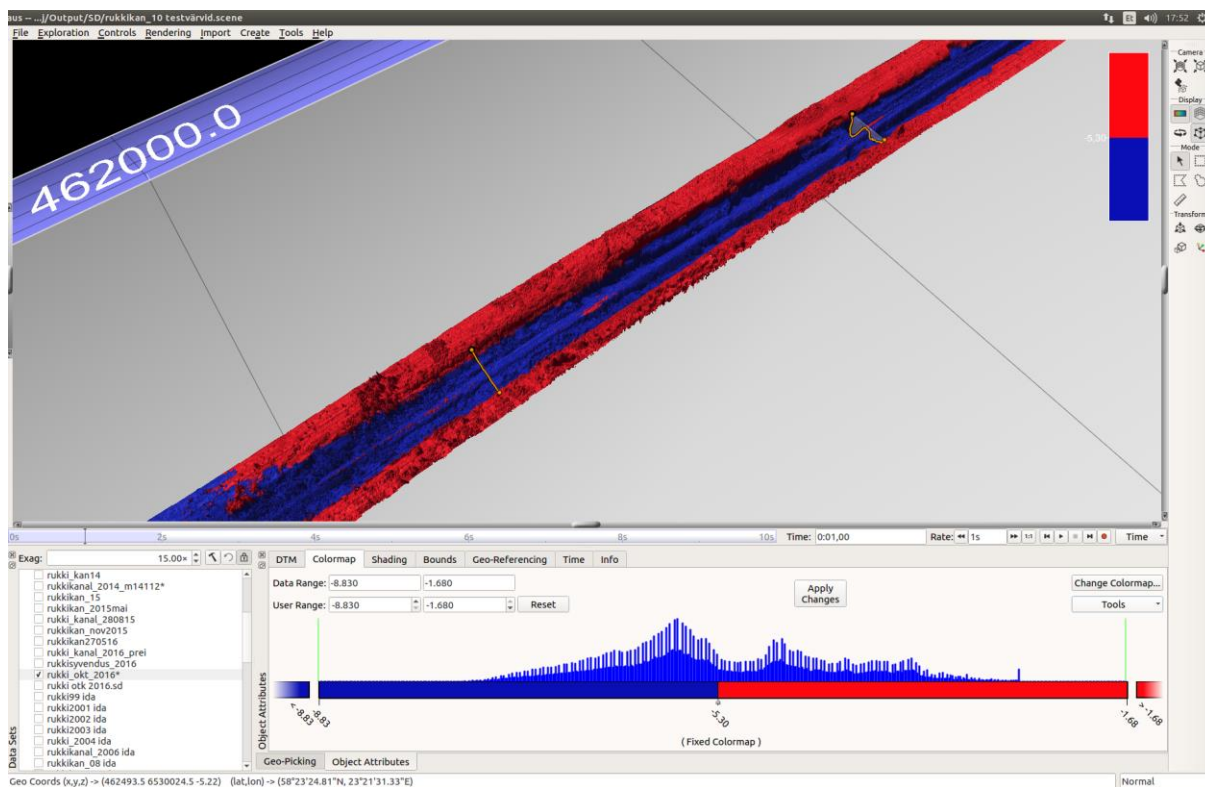 aus -- ...j/Output/SD/rukkikan_10 testvärvid.scene Et 17:52
File Exploration Controls Rendering Import Create Tools Help
462000.0
-5,30
Camera
Display
Mode
Transform
0s 2s 4s 6s 8s 10s Time: 0:01,00 Rate: 1s 1:1 Time
Exag: 15.00×
DTM Colormap Shading Bounds Geo-Referencing Time Info
rukki_kan14
rukkikanal_2014_m14112*
rukkikan_15
rukkikan_2015mai
rukki_kanal_280815
rukkikan_nov2015
rukkikan270516
rukki_kanal_2016_prei
rukkisyvendus_2016
rukki_okt_2016*
rukki otk 2016.sd
rukki99 ida
rukki2001 ida
rukki2002 ida
rukki2003 ida
rukki_2004 ida
rukkikanal_2006 ida
rukkikan_08 ida
Data Sets
Object Attributes
Data Range: -8.830 -1.680
User Range: -8.830 -1.680 Reset
Apply
Changes
Change Colormap...
Tools
< -8.83 -8.83 -5.30 -1.68 > -1.68
( Fixed Colormap )
Geo-Picking Object Attributes
Geo Coords (x,y,z) -> (462493.5 6530024.5 -5.22) (lat,lon) -> (58°23'24.81"N, 23°21'31.33"E) Normal